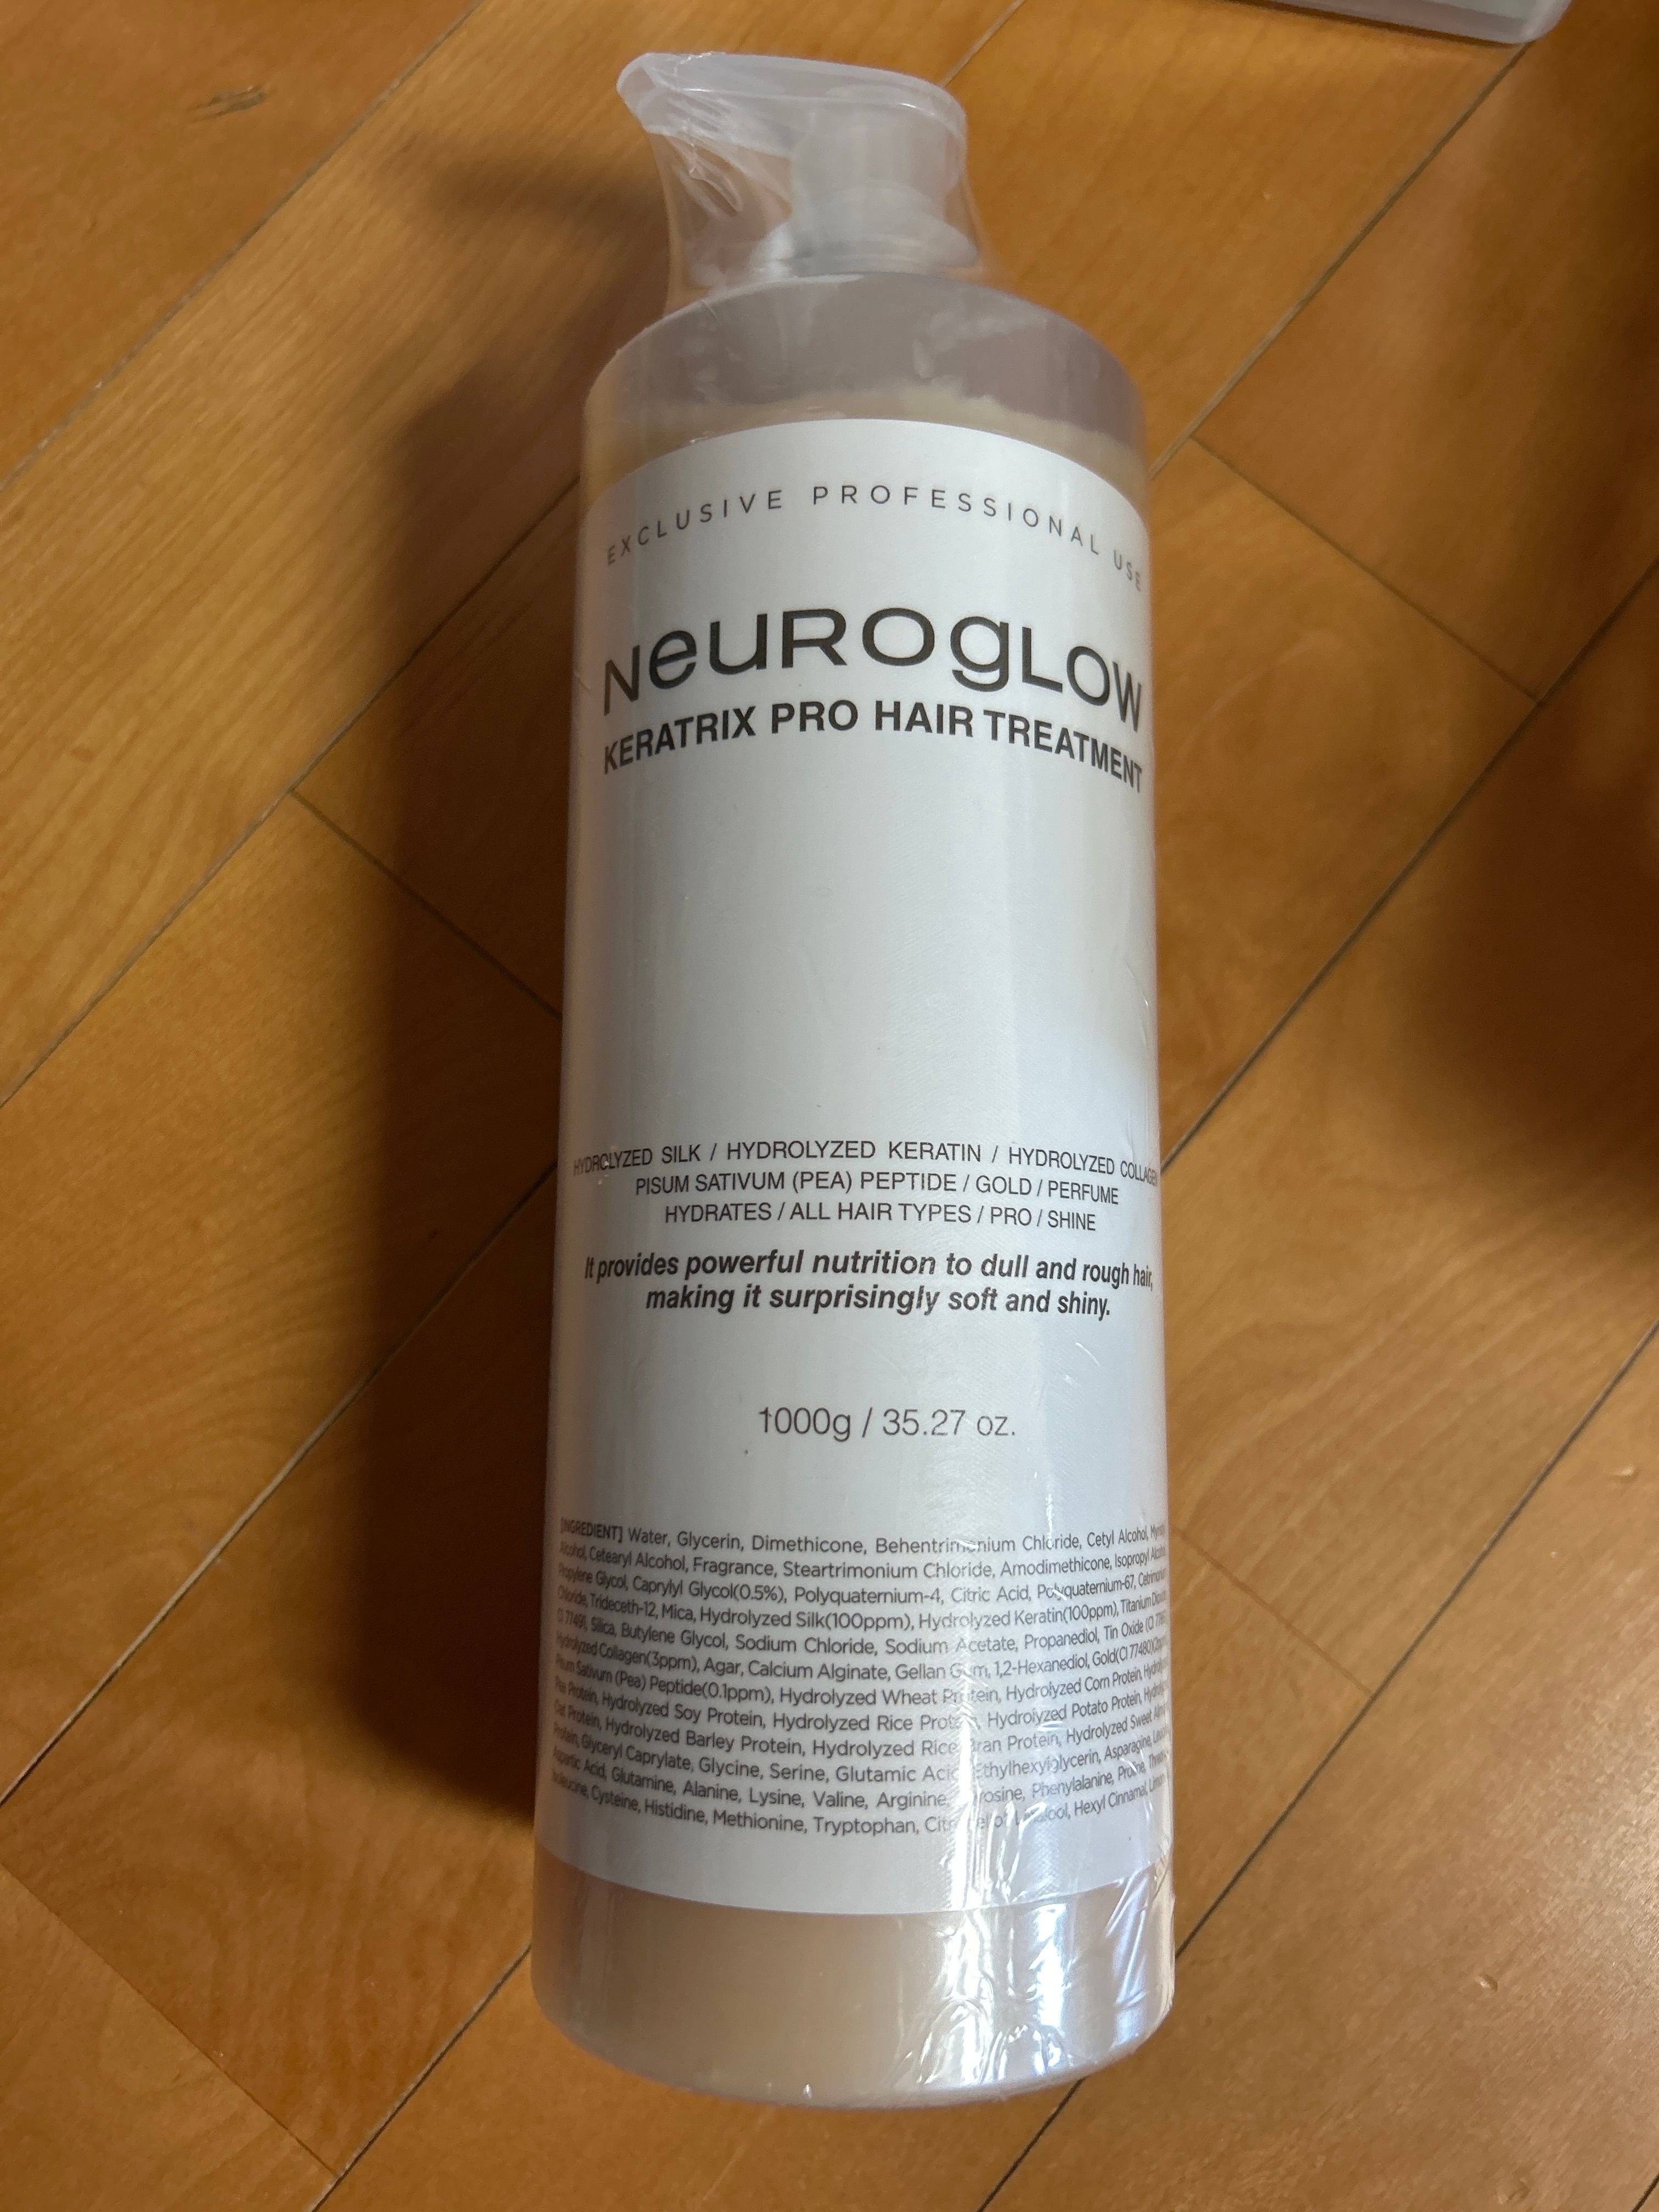 EXCLUSIVE PROFESSIONAL USE
NeuROgLOW
KERATRIX PRO HAIR TREATMENT
HYDROLYZED SILK / HYDROLYZED KERATIN / HYDROLYZED COLLAGEN
PISUM SATIVUM (PEA) PEPTIDE / GOLD / PERFUME
HYDRATES / ALL HAIR TYPES / PRO / SHINE
It provides powerful nutrition to dull and rough hair,
making it surprisingly soft and shiny.
1000g / 35.27 oz.
[INGREDIENT] Water, Glycerin, Dimethicone, Behentrimonium Chloride, Cetyl Alcohol,
Alcohol, Cetearyl Alcohol, Fragrance, Steartrimonium Chloride, Amodimethicone, Isopropyl Alcohol,
Propylene Glycol, Caprylyl Glycol(0.5%), Polyquaternium-4, Citric Acid, Polyquaternium-67,
Chloride, Trideceth-12, Mica, Hydrolyzed Silk(100ppm), Hydrolyzed Keratin(100ppm), Titanium
77491, Silica, Butylene Glycol, Sodium Chloride, Sodium Acetate, Propanediol, Tin Oxide
Hydrolyzed Collagen(3ppm), Agar, Calcium Alginate, Gellan Gum, 1,2-Hexanediol, Gold(CI 77480)
Pisum Sativum (Pea) Peptide(0.1ppm), Hydrolyzed Wheat Protein, Hydrolyzed Corn Protein,
Protein, Hydrolyzed Soy Protein, Hydrolyzed Rice Protein, Hydrolyzed Potato Protein,
Protein, Hydrolyzed Barley Protein, Hydrolyzed Rice Bran Protein, Hydrolyzed Sweet
Protein, Glyceryl Caprylate, Glycine, Serine, Glutamic Acid, Ethylhexylglycerin, Asparagine,
Aspartic Acid, Glutamine, Alanine, Lysine, Valine, Arginine, Phenylalanine, Proline,
Cysteine, Histidine, Methionine, Tryptophan, Hexyl Cinnamal,